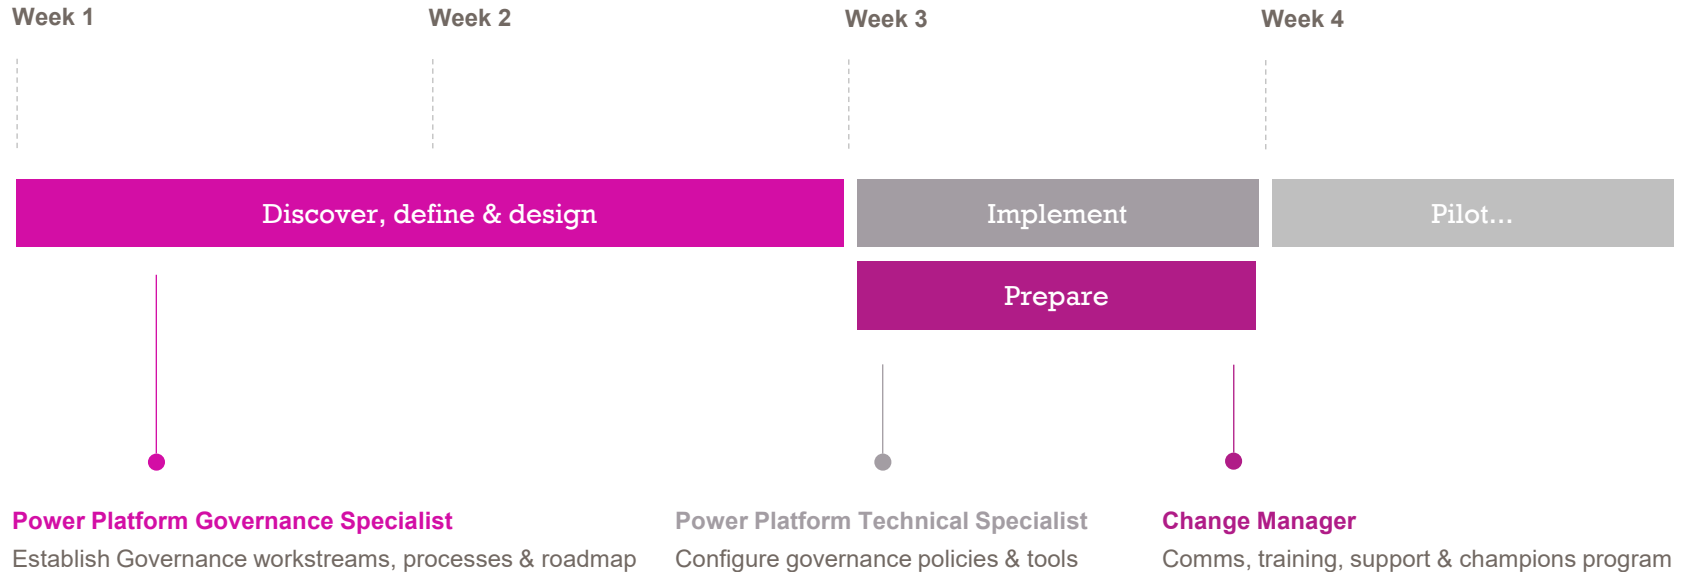 Week 1
Week 2
Week 3
Week 4
Discover, define & design
Implement
Pilot...
Prepare
Power Platform Governance Specialist
Establish Governance workstreams, processes & roadmap
Power Platform Technical Specialist
Configure governance policies & tools
Change Manager
Comms, training, support & champions program